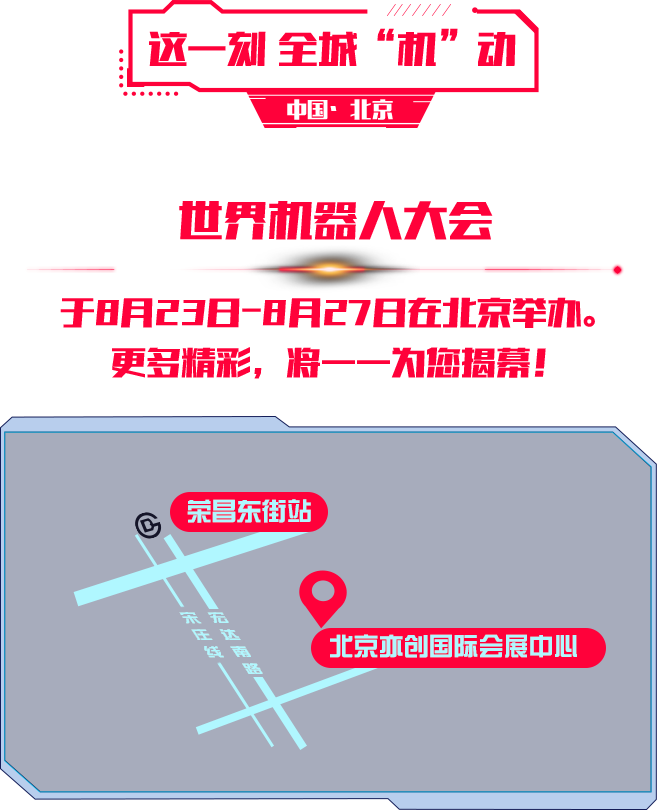 这一刻 全城“机”动
中国·北京
世界机器人大会
于8月23日-8月27日在北京举办。
更多精彩，将一一为您揭幕！
荣昌东街站
宏达南路
宋庄线
北京亦创国际会展中心